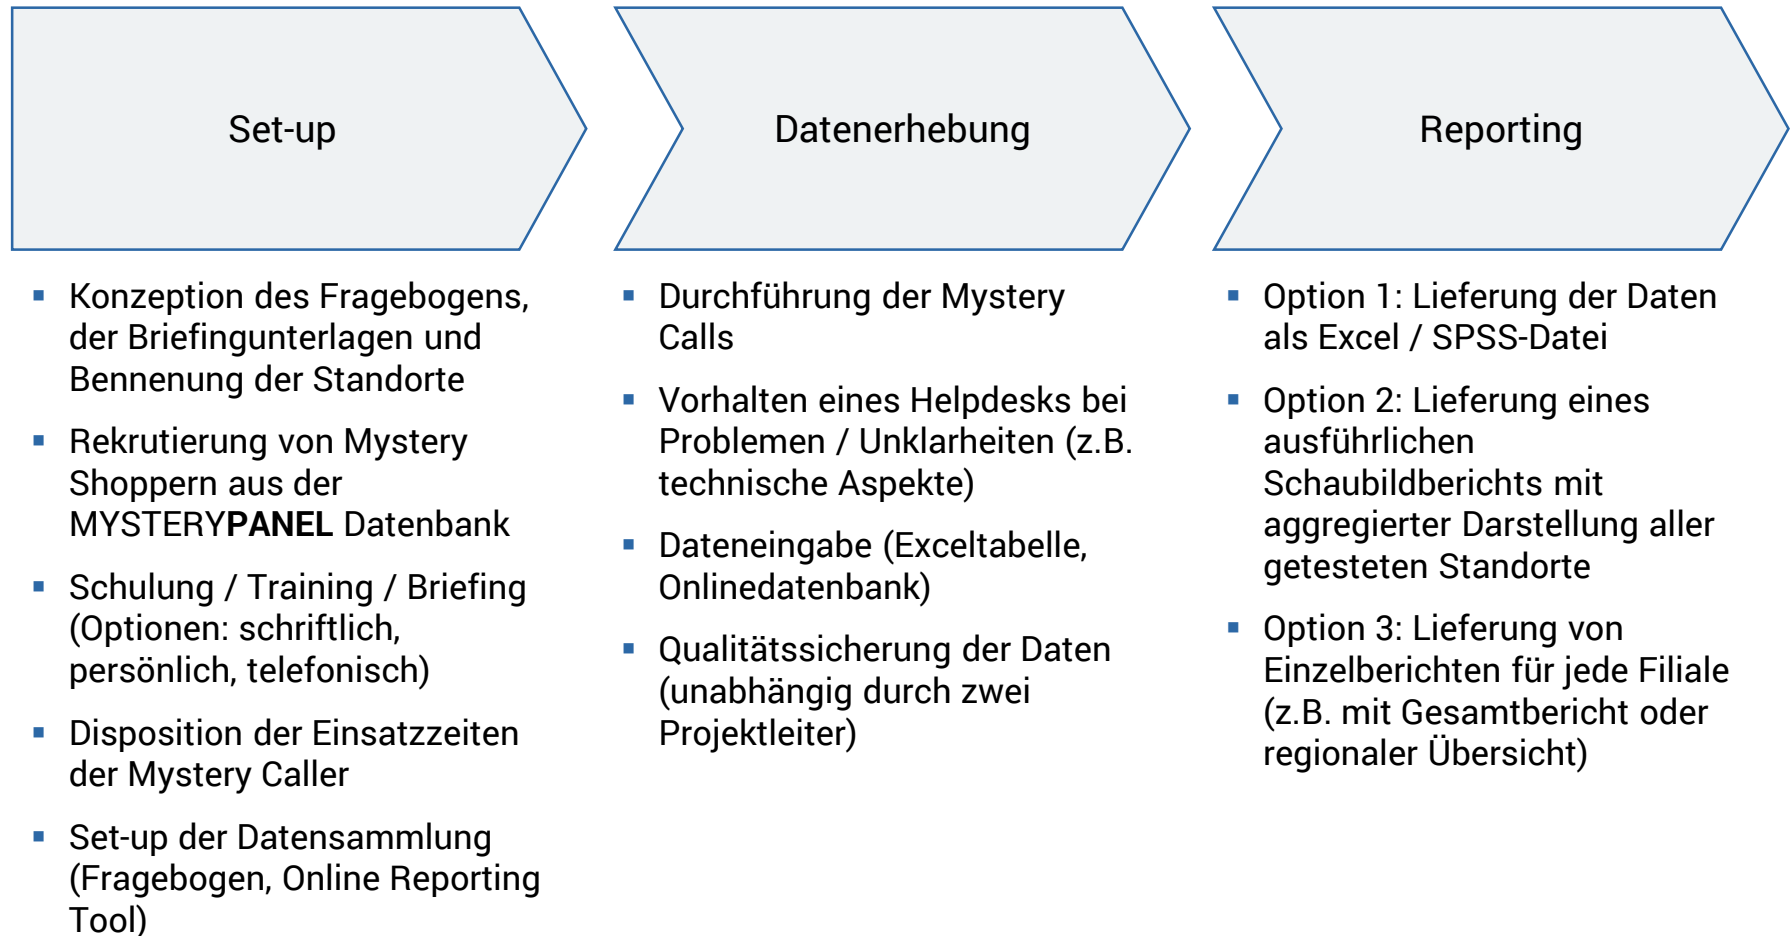 Set-up
Konzeption des Fragebogens,
der Briefingunterlagen und
Bennenung der Standorte
Rekrutierung von Mystery
Shoppern aus der
MYSTERYPANEL Datenbank
Schulung / Training / Briefing
(Optionen: schriftlich,
persönlich, telefonisch)
Disposition der Einsatzzeiten
der Mystery Caller
Set-up der Datensammlung
(Fragebogen, Online Reporting
Tool)
Datenerhebung
Durchführung der Mystery
Calls
Vorhalten eines Helpdesks bei
Problemen / Unklarheiten (z.B.
technische Aspekte)
Dateneingabe (Exceltabelle,
Onlinedatenbank)
Qualitätssicherung der Daten
(unabhängig durch zwei
Projektleiter)
Reporting
Option 1: Lieferung der Daten
als Excel / SPSS-Datei
Option 2: Lieferung eines
ausführlichen
Schaubildberichts mit
aggregierter Darstellung aller
getesteten Standorte
Option 3: Lieferung von
Einzelberichten für jede Filiale
(z.B. mit Gesamtbericht oder
regionaler Übersicht)